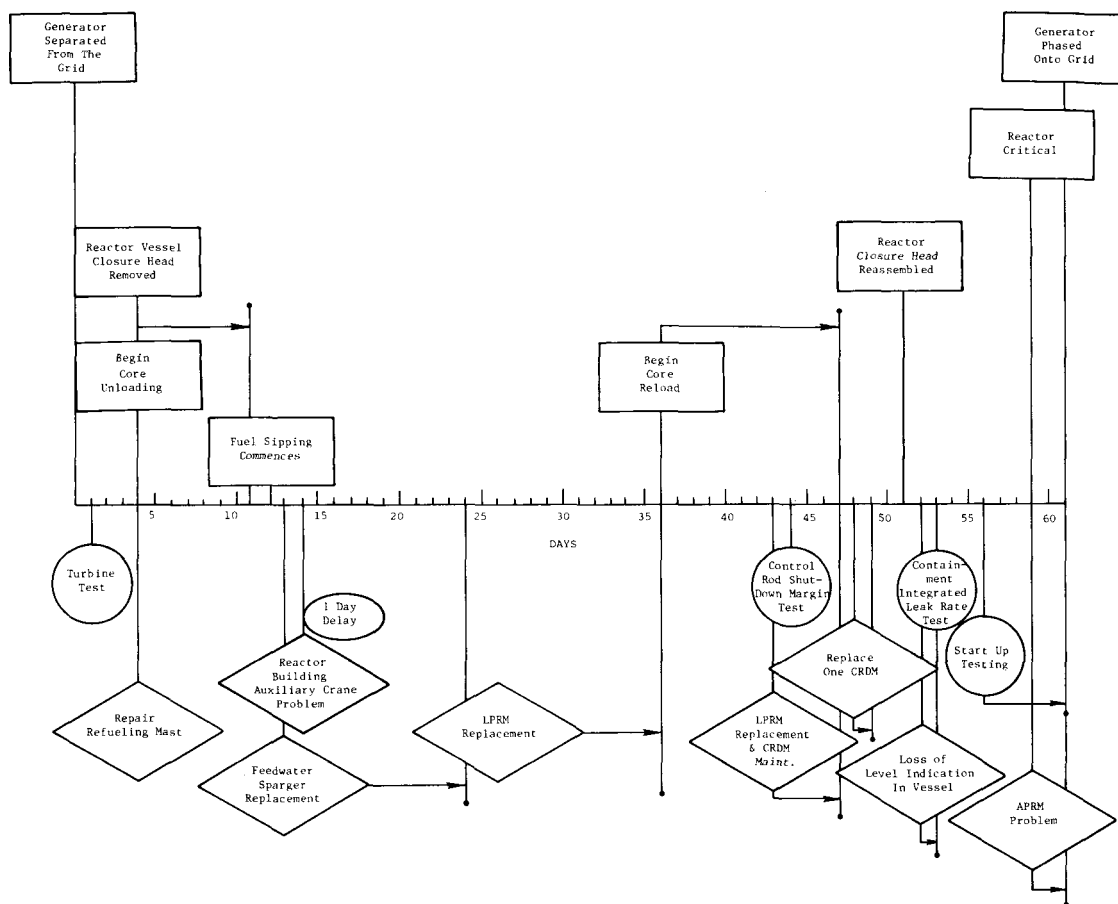 Generator
Separated
From The
Grid
Generator
Phased
Onto Grid
Reactor
Critical
Reactor Vessel
Closure Head
Removed
Reactor
Closure Head
Reassembled
Begin
Core
Unloading
Begin
Core
Reload
Fuel Sipping
Commences
5 10 15 20 25 30 35 40 45 50 55 60
DAYS
Turbine
Test
Control
Rod Shut-
Down Margin
Test
Contain-
ment
Integrated
Leak Rate
Test
1 Day
Delay
Start Up
Testing
Reactor
Building
Auxiliary Crane
Problem
Replace
One CRDM
Repair
Refueling Mast
LPRM
Replacement
LPRM
Replacement
& CRDM
Maint.
Feedwater
Sparger
Replacement
Loss of
Level Indication
In Vessel
APRM
Problem